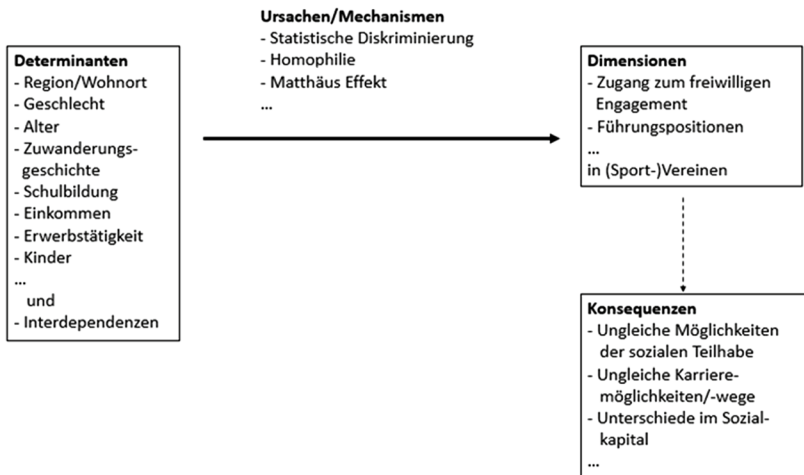 Ursachen/Mechanismen
- Statistische Diskriminierung
- Homophilie
- Matthäus Effekt
...
Determinanten
- Region/Wohnort
- Geschlecht
- Alter
- Zuwanderungs-
geschichte
- Schulbildung
- Einkommen
- Erwerbstätigkeit
- Kinder
...
und
- Interdependenzen
Dimensionen
- Zugang zum freiwilligen
Engagement
- Führungspositionen
...
in (Sport-)Vereinen
Konsequenzen
- Ungleiche Möglichkeiten
der sozialen Teilhabe
- Ungleiche Karriere-
möglichkeiten/-wege
- Unterschiede im Sozial-
kapital
...